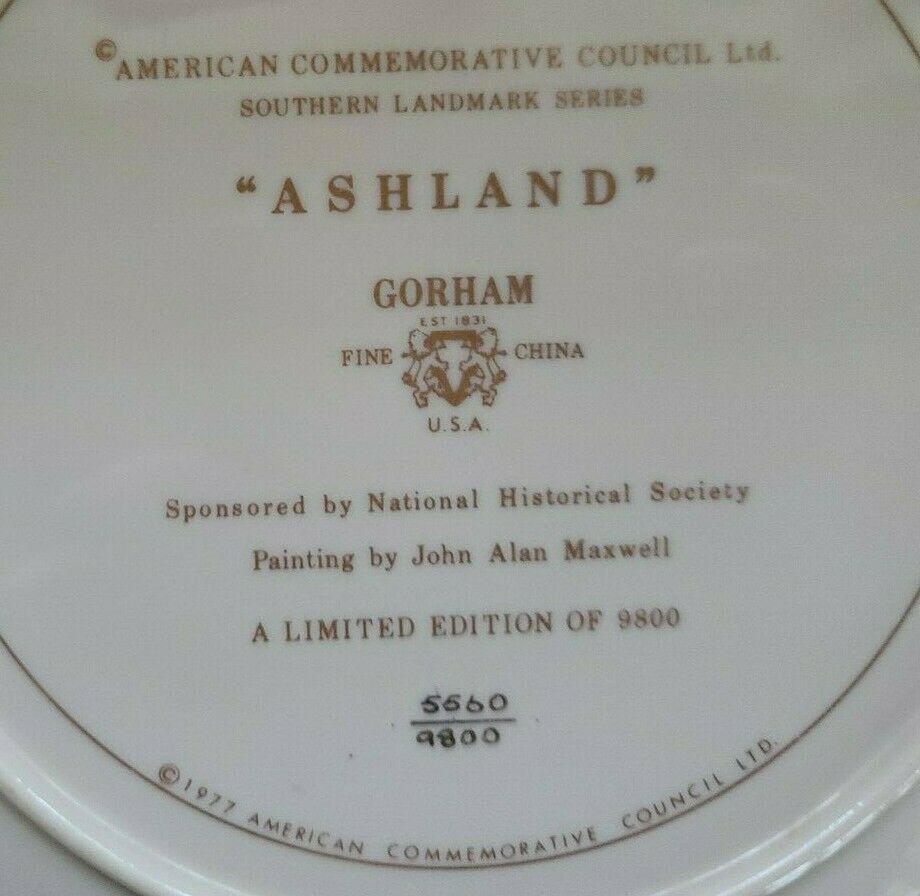 © AMERICAN COMMEMORATIVE COUNCIL Ltd.
SOUTHERN LANDMARK SERIES
“ASHLAND”
GORHAM
EST 1831
FINE CHINA
U.S.A.
Sponsored by National Historical Society
Painting by John Alan Maxwell
A LIMITED EDITION OF 9800
5560
9800
© 1977 AMERICAN COMMEMORATIVE COUNCIL LTD.